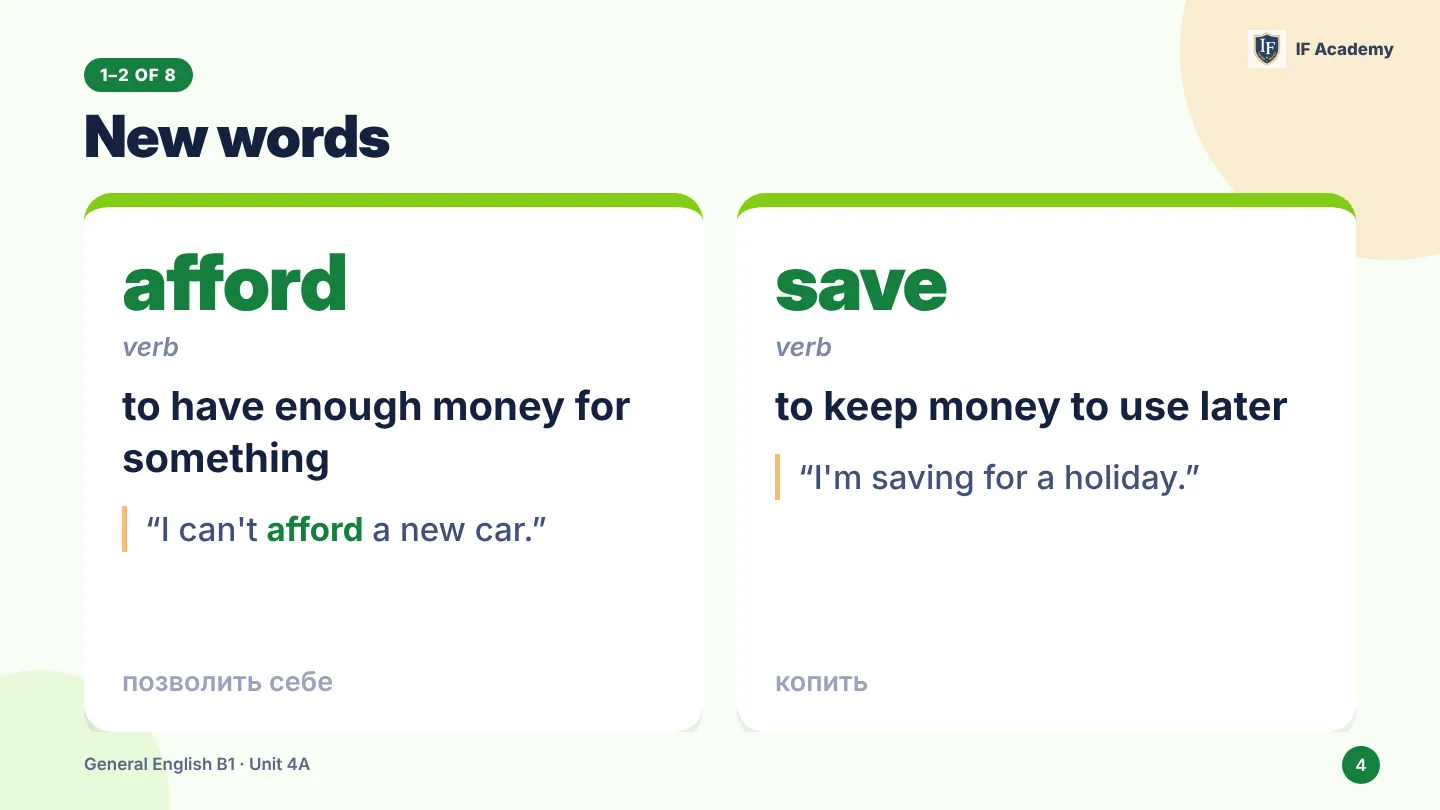 1–2 OF 8
IF IF Academy
New words
afford
verb
to have enough money for
something
“I can't afford a new car.”
позволить себе
save
verb
to keep money to use later
“I'm saving for a holiday.”
копить
General English B1 · Unit 4A
4